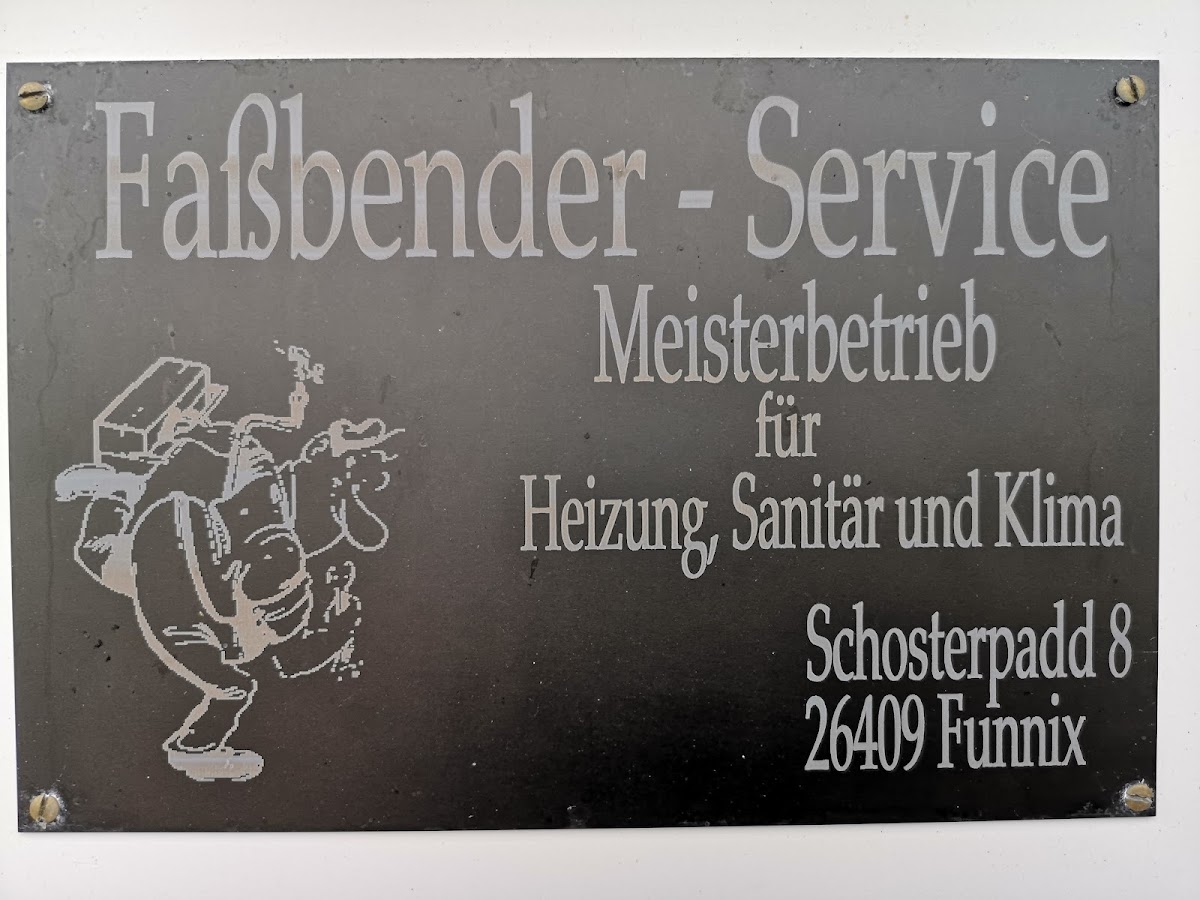 Faßbender - Service
Meisterbetrieb
für
Heizung, Sanitär und Klima
Schosterpadd 8
26409 Funnix